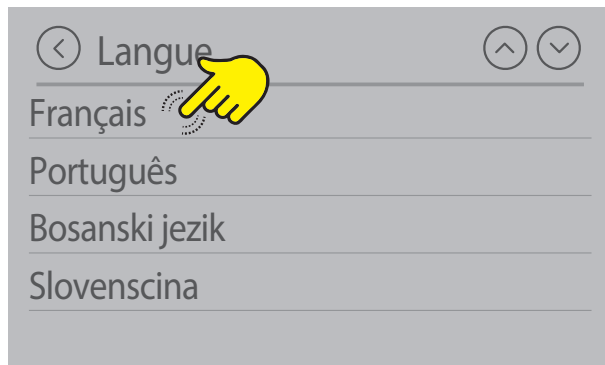 Langue
Français
Português
Bosanski jezik
Slovenscina